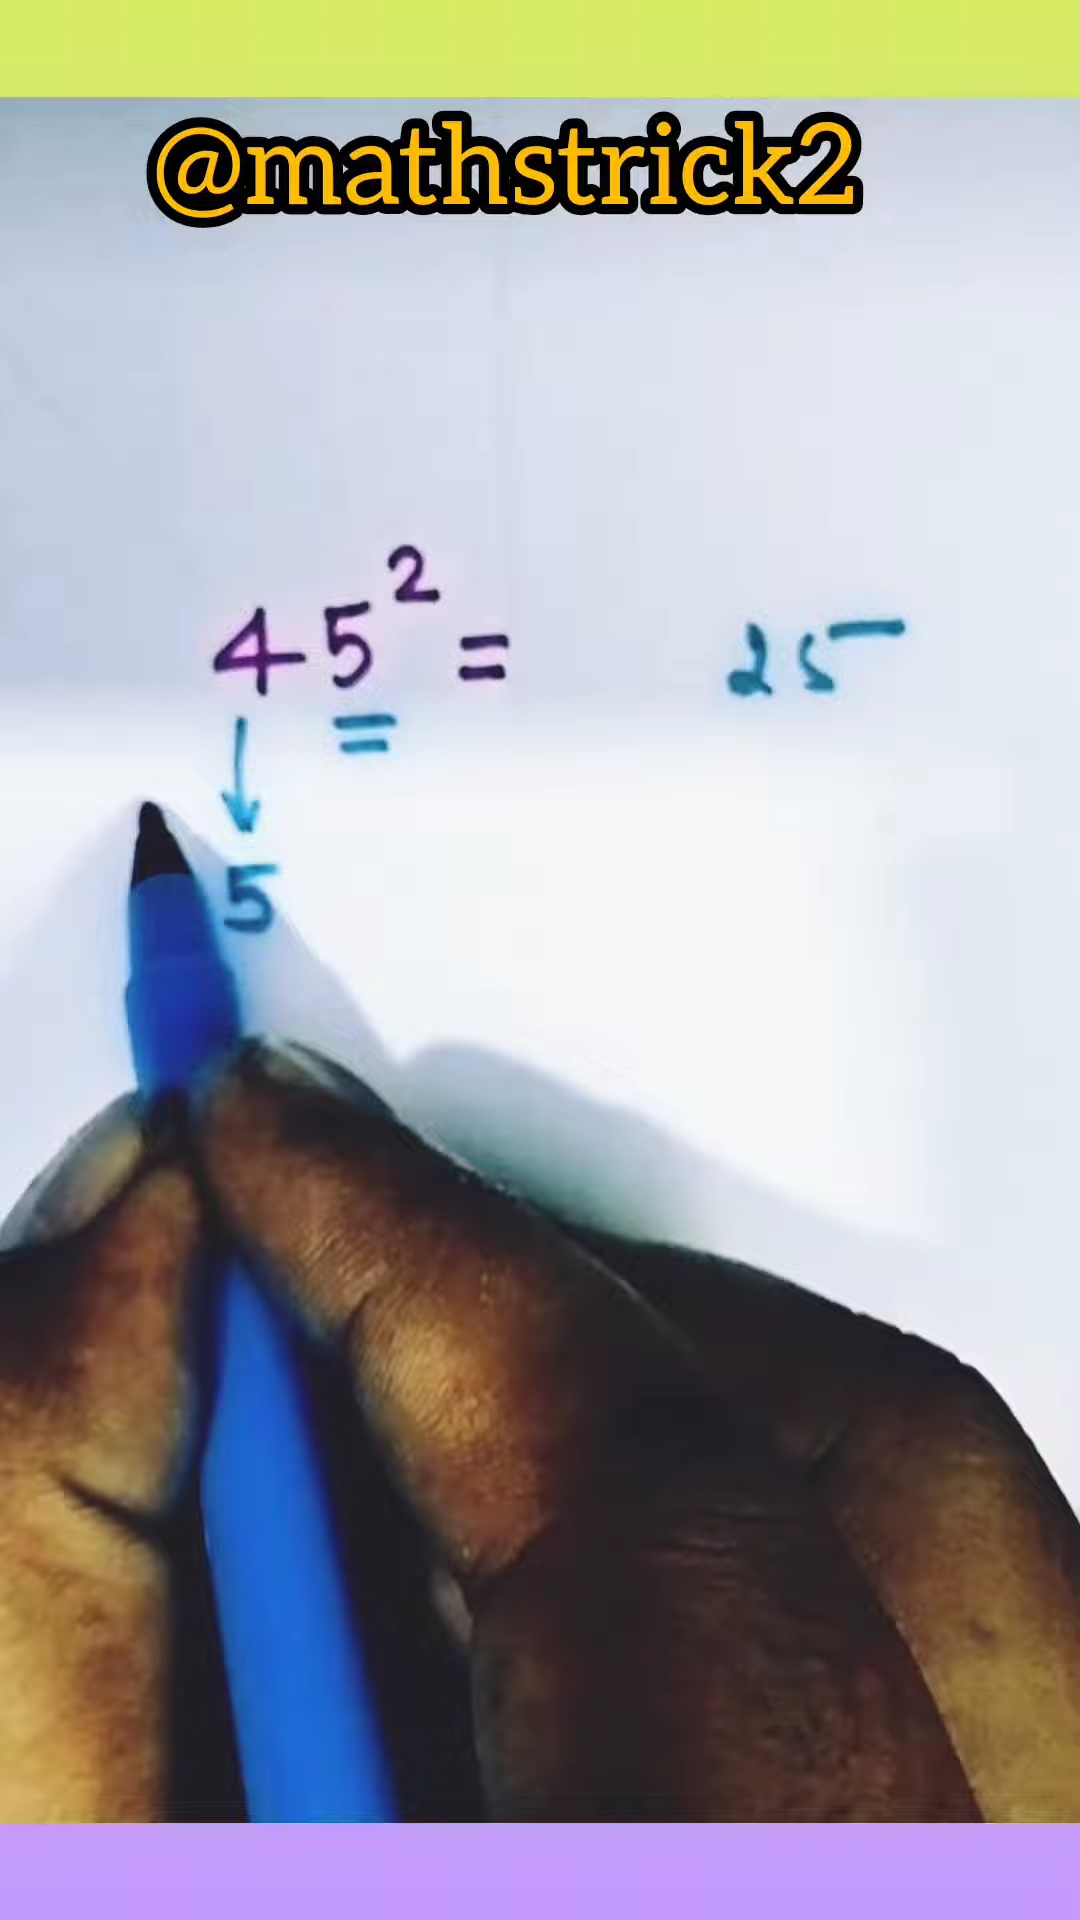 @mathstrick2
45² = 25
=
↓
5